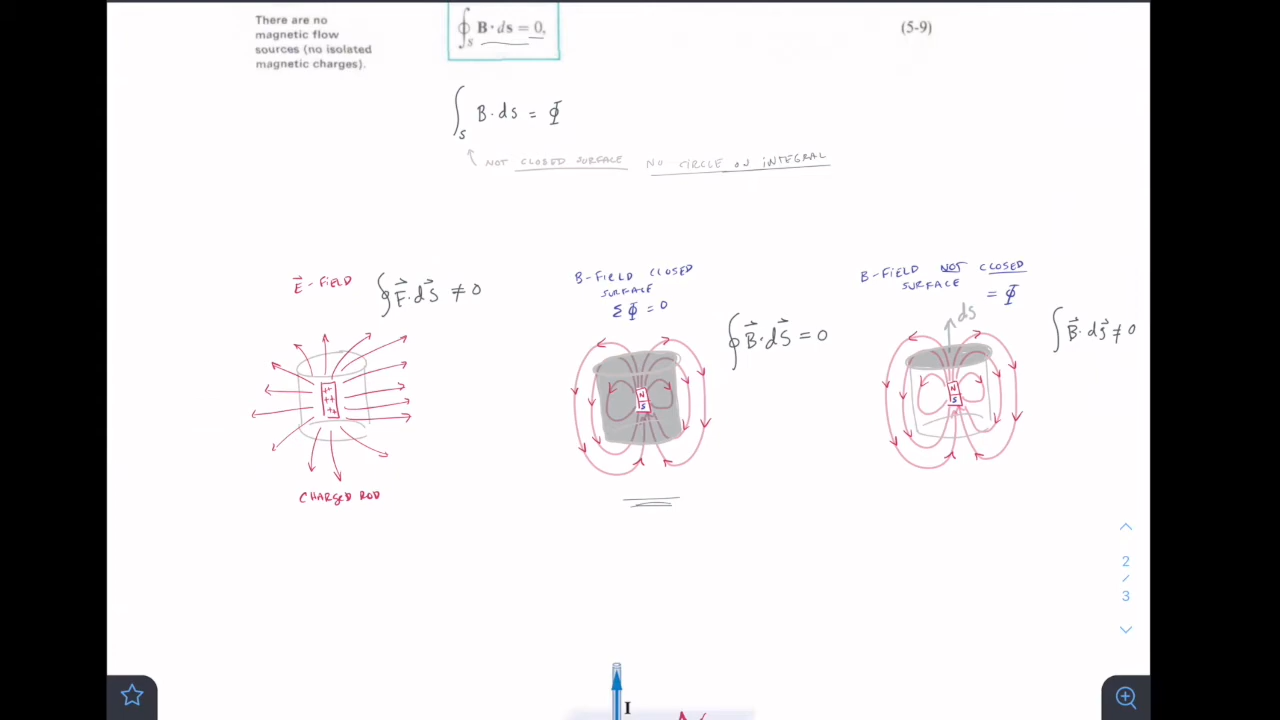 There are no
magnetic flow
sources (no isolated
magnetic charges).
∮_S B · ds = 0,
(5-9)
∫_S B · ds = Φ
NOT CLOSED SURFACE NO CIRCLE ON INTEGRAL
E⃗ - FIELD
∮ E⃗ · dS⃗ ≠ 0
CHARGED ROD
B-FIELD CLOSED
SURFACE
Σ Φ = 0
∮ B⃗ · dS⃗ = 0
N
S
B-FIELD NOT CLOSED
SURFACE
= Φ
ds
∫ B⃗ · dS⃗ ≠ 0
N
S
++
++
++
2
/
3
I